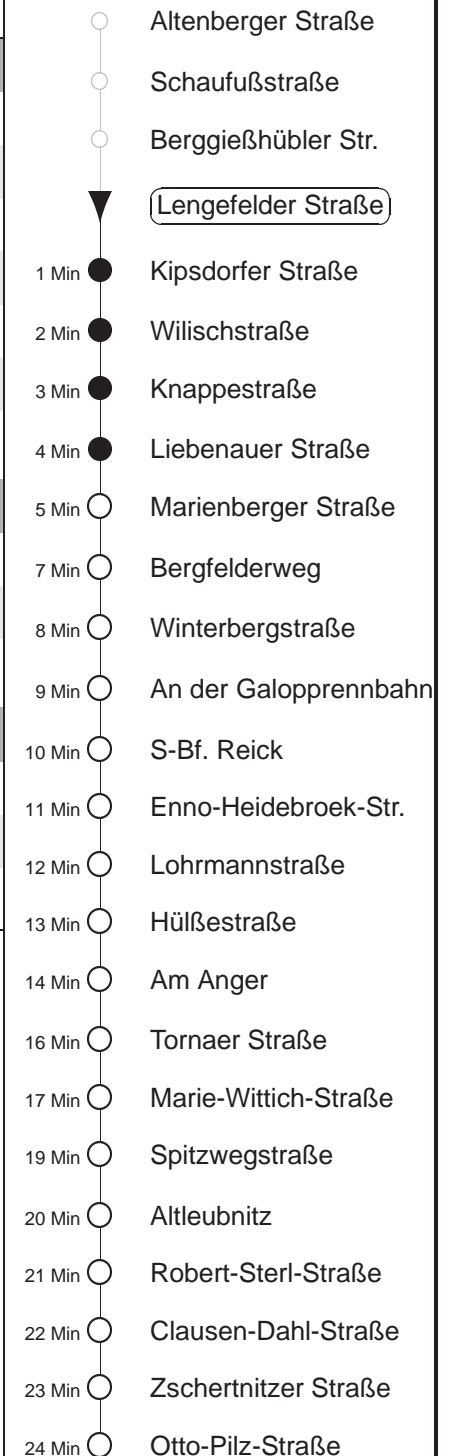 Altenberger Straße
Schaufußstraße
Berggießhübler Str.
Lengefelder Straße
1 Min Kipsdorfer Straße
2 Min Wilischstraße
3 Min Knappestraße
4 Min Liebenauer Straße
5 Min Marienberger Straße
7 Min Bergfelderweg
8 Min Winterbergstraße
9 Min An der Galopprennbahn
10 Min S-Bf. Reick
11 Min Enno-Heidebroek-Str.
12 Min Lohrmannstraße
13 Min Hülßestraße
14 Min Am Anger
16 Min Tornaer Straße
17 Min Marie-Wittich-Straße
19 Min Spitzwegstraße
20 Min Altleubnitz
21 Min Robert-Sterl-Straße
22 Min Clausen-Dahl-Straße
23 Min Zschertnitzer Straße
24 Min Otto-Pilz-Straße